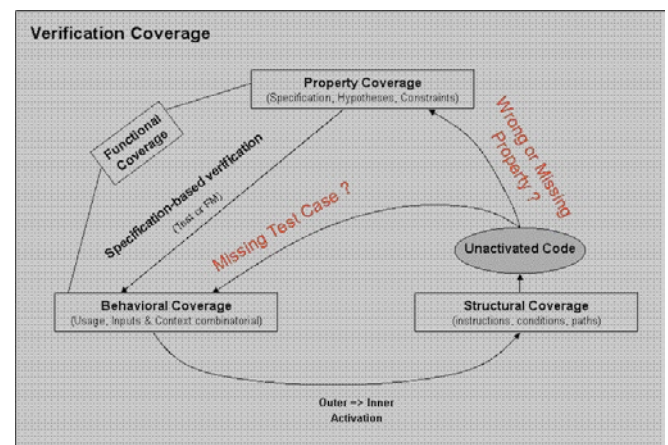 Verification Coverage
Property Coverage
(Specification, Hypotheses, Constraints)
Functional
Coverage
Specification-based verification
(Test or FM)
Missing Test Case ?
Wrong or Missing
Property ?
Unactivated Code
Behavioral Coverage
(Usage, Inputs & Context combinatorial)
Structural Coverage
(instructions, conditions, paths)
Outer => Inner
Activation